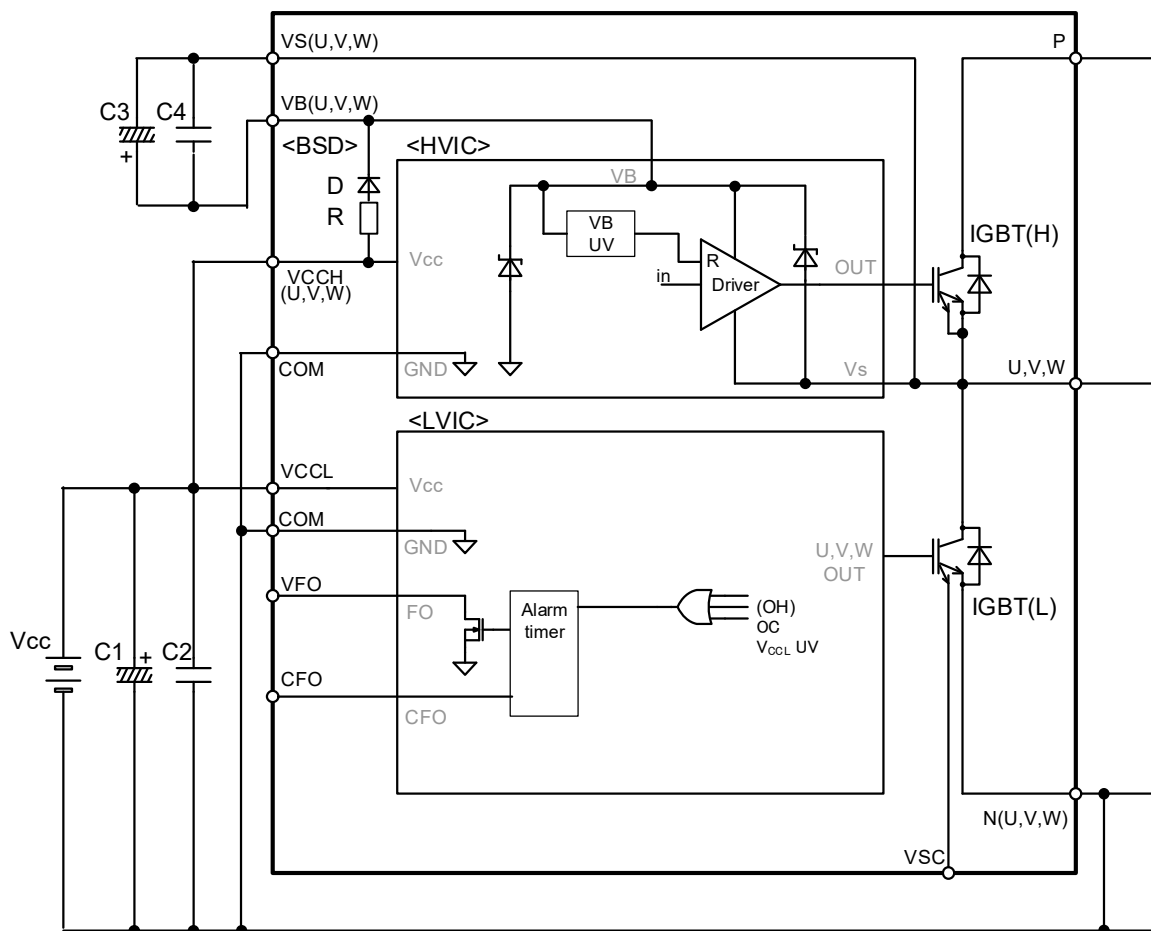 VS(U,V,W)
P
C3
C4
+
VB(U,V,W)
<BSD>
<HVIC>
VB
D
R
VB
UV
IGBT(H)
R
OUT
Vcc
in
Driver
VCCH
(U,V,W)
COM
GND
Vs
U,V,W
<LVIC>
VCCL
Vcc
COM
GND
U,V,W
OUT
VFO
FO
Alarm
timer
(OH)
OC
VCCL UV
IGBT(L)
Vcc
C1
+
C2
CFO
CFO
N(U,V,W)
VSC